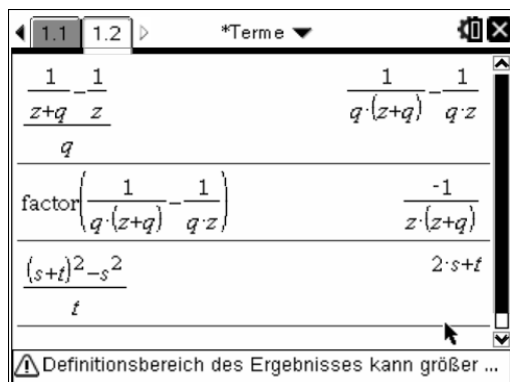 1.1 1.2 *Terme
(1/(z+q) - 1/z)/q 1/(q·(z+q)) - 1/(q·z)
factor(1/(q·(z+q)) - 1/(q·z)) -1/(z·(z+q))
((s+t)²-s²)/t 2·s+t
Definitionsbereich des Ergebnisses kann größer ...